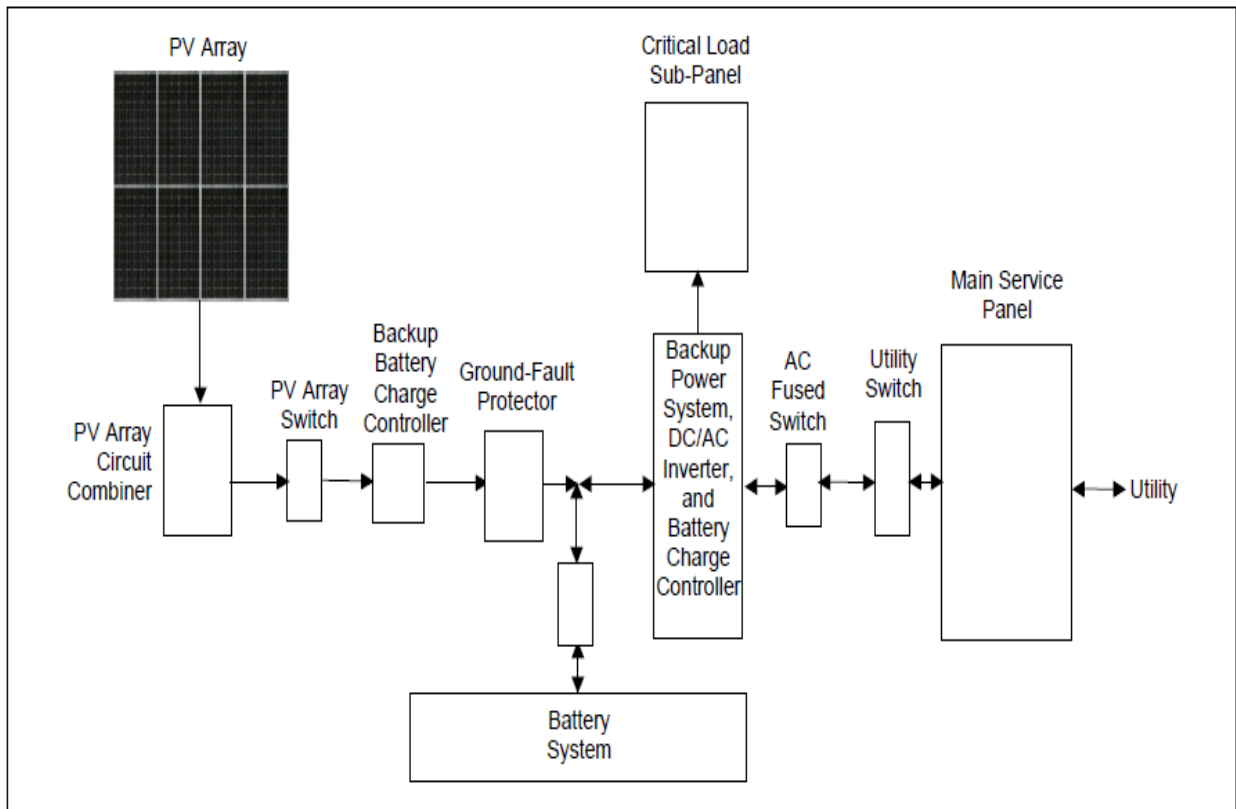 PV Array
Critical Load
Sub-Panel
Main Service
Panel
Backup
Battery
Charge
Controller
Ground-Fault
Protector
PV Array
Switch
PV Array
Circuit
Combiner
Backup
Power
System,
DC/AC
Inverter,
and
Battery
Charge
Controller
AC
Fused
Switch
Utility
Switch
Utility
Battery
System